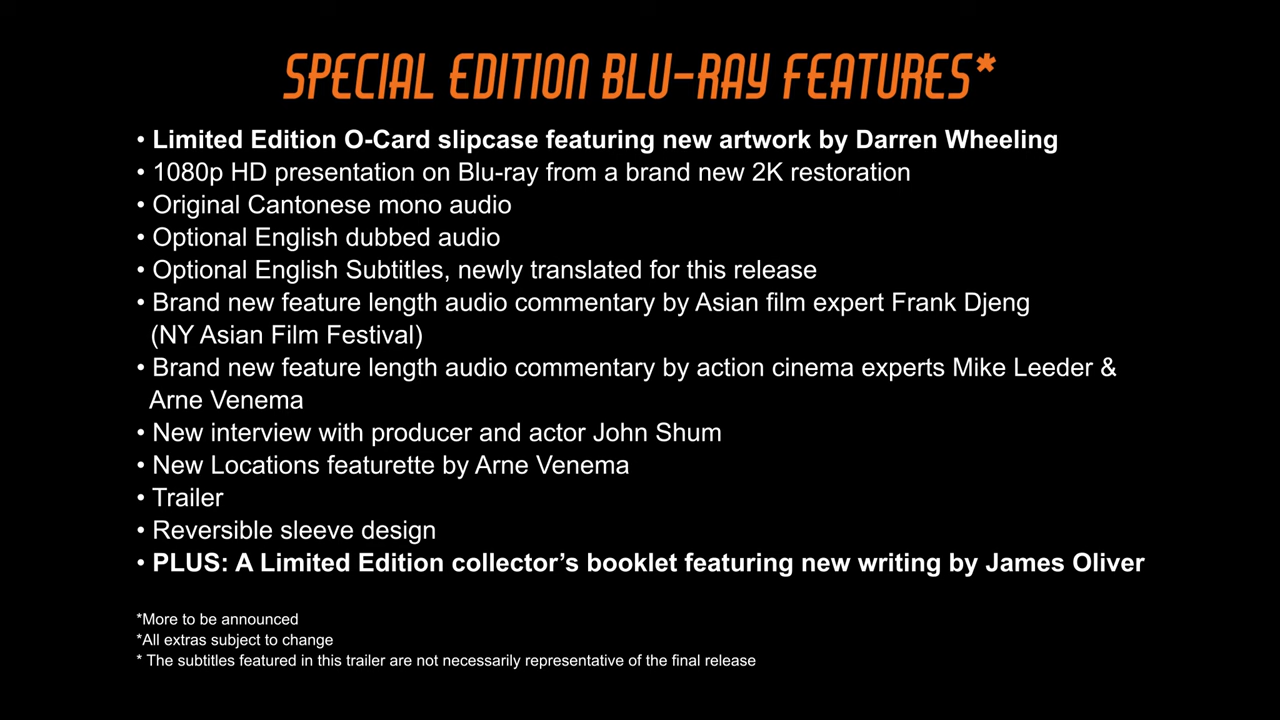 SPECIAL EDITION BLU-RAY FEATURES*
• Limited Edition O-Card slipcase featuring new artwork by Darren Wheeling
• 1080p HD presentation on Blu-ray from a brand new 2K restoration
• Original Cantonese mono audio
• Optional English dubbed audio
• Optional English Subtitles, newly translated for this release
• Brand new feature length audio commentary by Asian film expert Frank Djeng
(NY Asian Film Festival)
• Brand new feature length audio commentary by action cinema experts Mike Leeder &
Arne Venema
• New interview with producer and actor John Shum
• New Locations featurette by Arne Venema
• Trailer
• Reversible sleeve design
• PLUS: A Limited Edition collector’s booklet featuring new writing by James Oliver
*More to be announced
*All extras subject to change
* The subtitles featured in this trailer are not necessarily representative of the final release